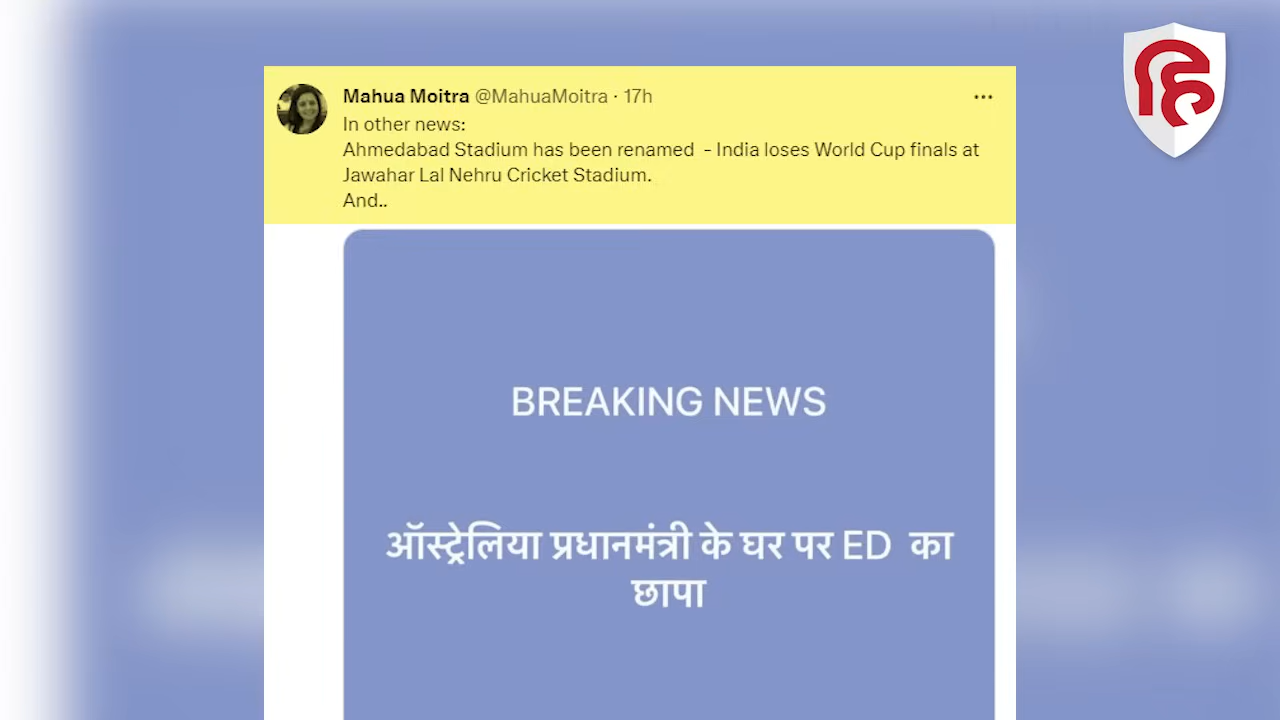 Mahua Moitra @MahuaMoitra · 17h
In other news:
Ahmedabad Stadium has been renamed - India loses World Cup finals at
Jawahar Lal Nehru Cricket Stadium.
And..
BREAKING NEWS
ऑस्ट्रेलिया प्रधानमंत्री के घर पर ED का
छापा
हि